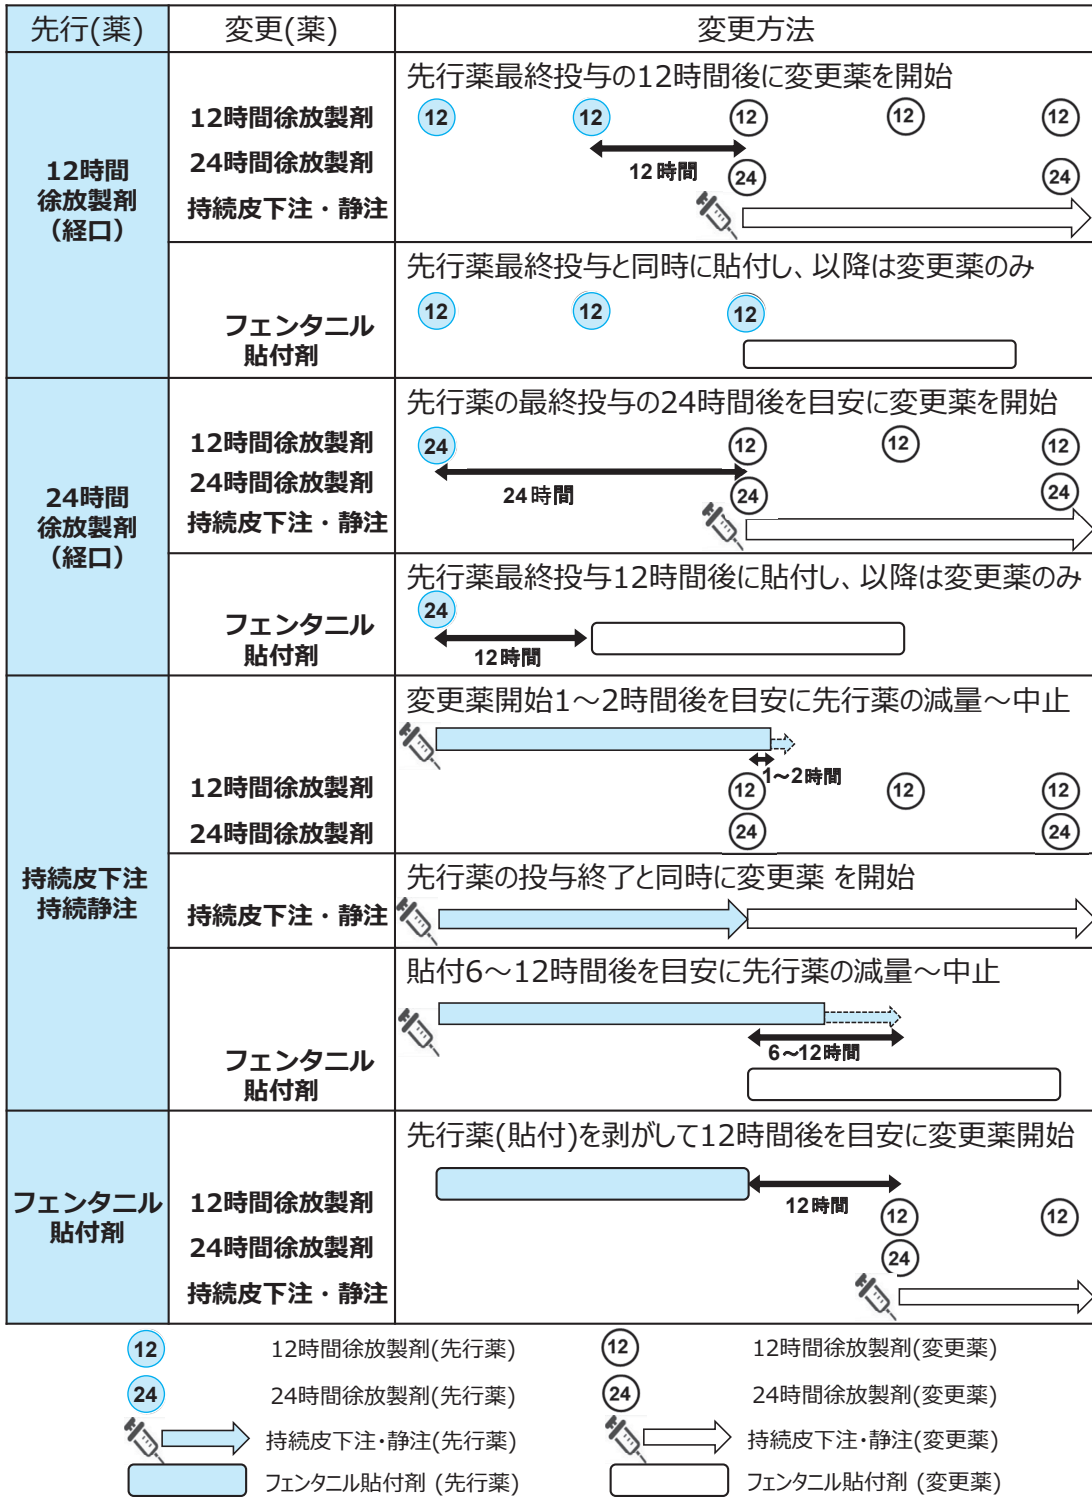 先行(薬)
変更(薬)
変更方法
12時間
徐放製剤
（経口）
12時間徐放製剤
24時間徐放製剤
持続皮下注・静注
先行薬最終投与の12時間後に変更薬を開始
12 12 12 12 12
12時間
24 24
フェンタニル
貼付剤
先行薬最終投与と同時に貼付し、以降は変更薬のみ
12 12 12
24時間
徐放製剤
（経口）
12時間徐放製剤
24時間徐放製剤
持続皮下注・静注
先行薬の最終投与の24時間後を目安に変更薬を開始
24 12 12 12
24時間
24 24
フェンタニル
貼付剤
先行薬最終投与12時間後に貼付し、以降は変更薬のみ
24
12時間
持続皮下注
持続静注
12時間徐放製剤
24時間徐放製剤
変更薬開始1～2時間後を目安に先行薬の減量～中止
1～2時間
12 12 12
24 24
持続皮下注・静注
先行薬の投与終了と同時に変更薬 を開始
フェンタニル
貼付剤
貼付6～12時間後を目安に先行薬の減量～中止
6～12時間
フェンタニル
貼付剤
12時間徐放製剤
24時間徐放製剤
持続皮下注・静注
先行薬(貼付)を剥がして12時間後を目安に変更薬開始
12時間
12 12
24
12 12時間徐放製剤(先行薬)
12 12時間徐放製剤(変更薬)
24 24時間徐放製剤(先行薬)
24 24時間徐放製剤(変更薬)
持続皮下注・静注(先行薬)
持続皮下注・静注(変更薬)
フェンタニル貼付剤 (先行薬)
フェンタニル貼付剤 (変更薬)